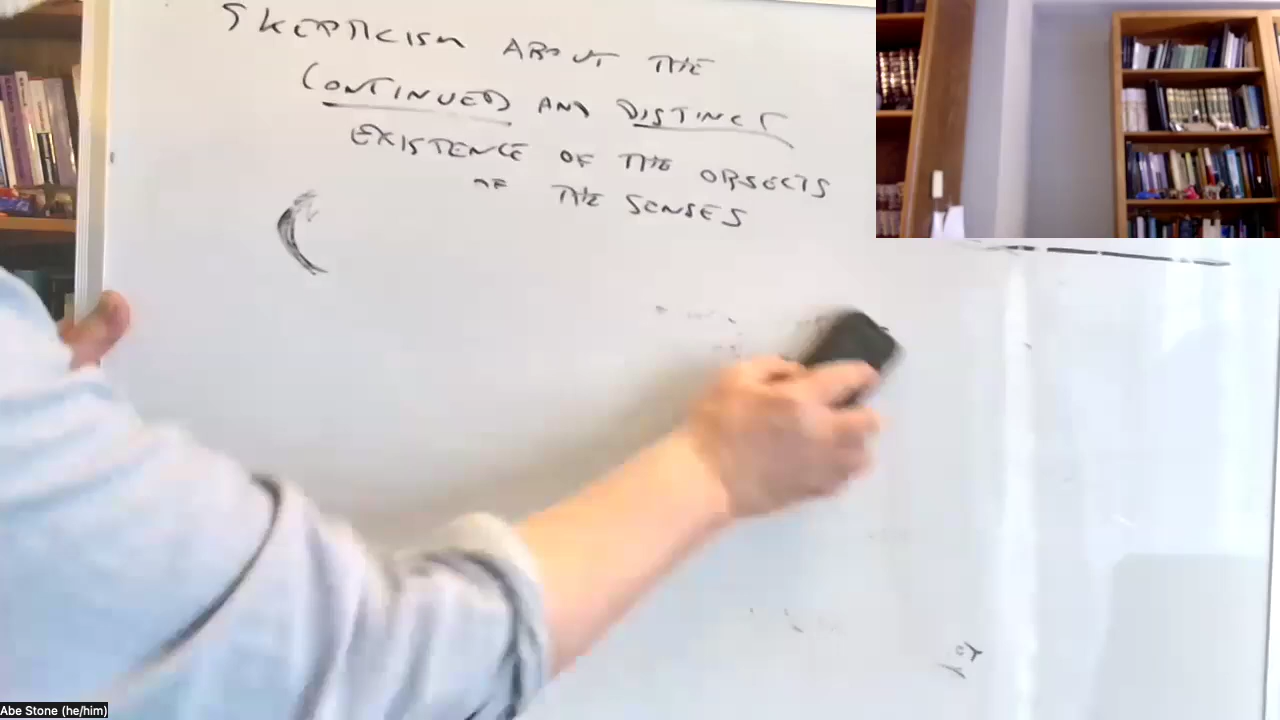 SKEPTICISM ABOUT THE
CONTINUED AND DISTINCT
EXISTENCE OF THE OBJECTS
OF THE SENSES
Abe Stone (he/him)